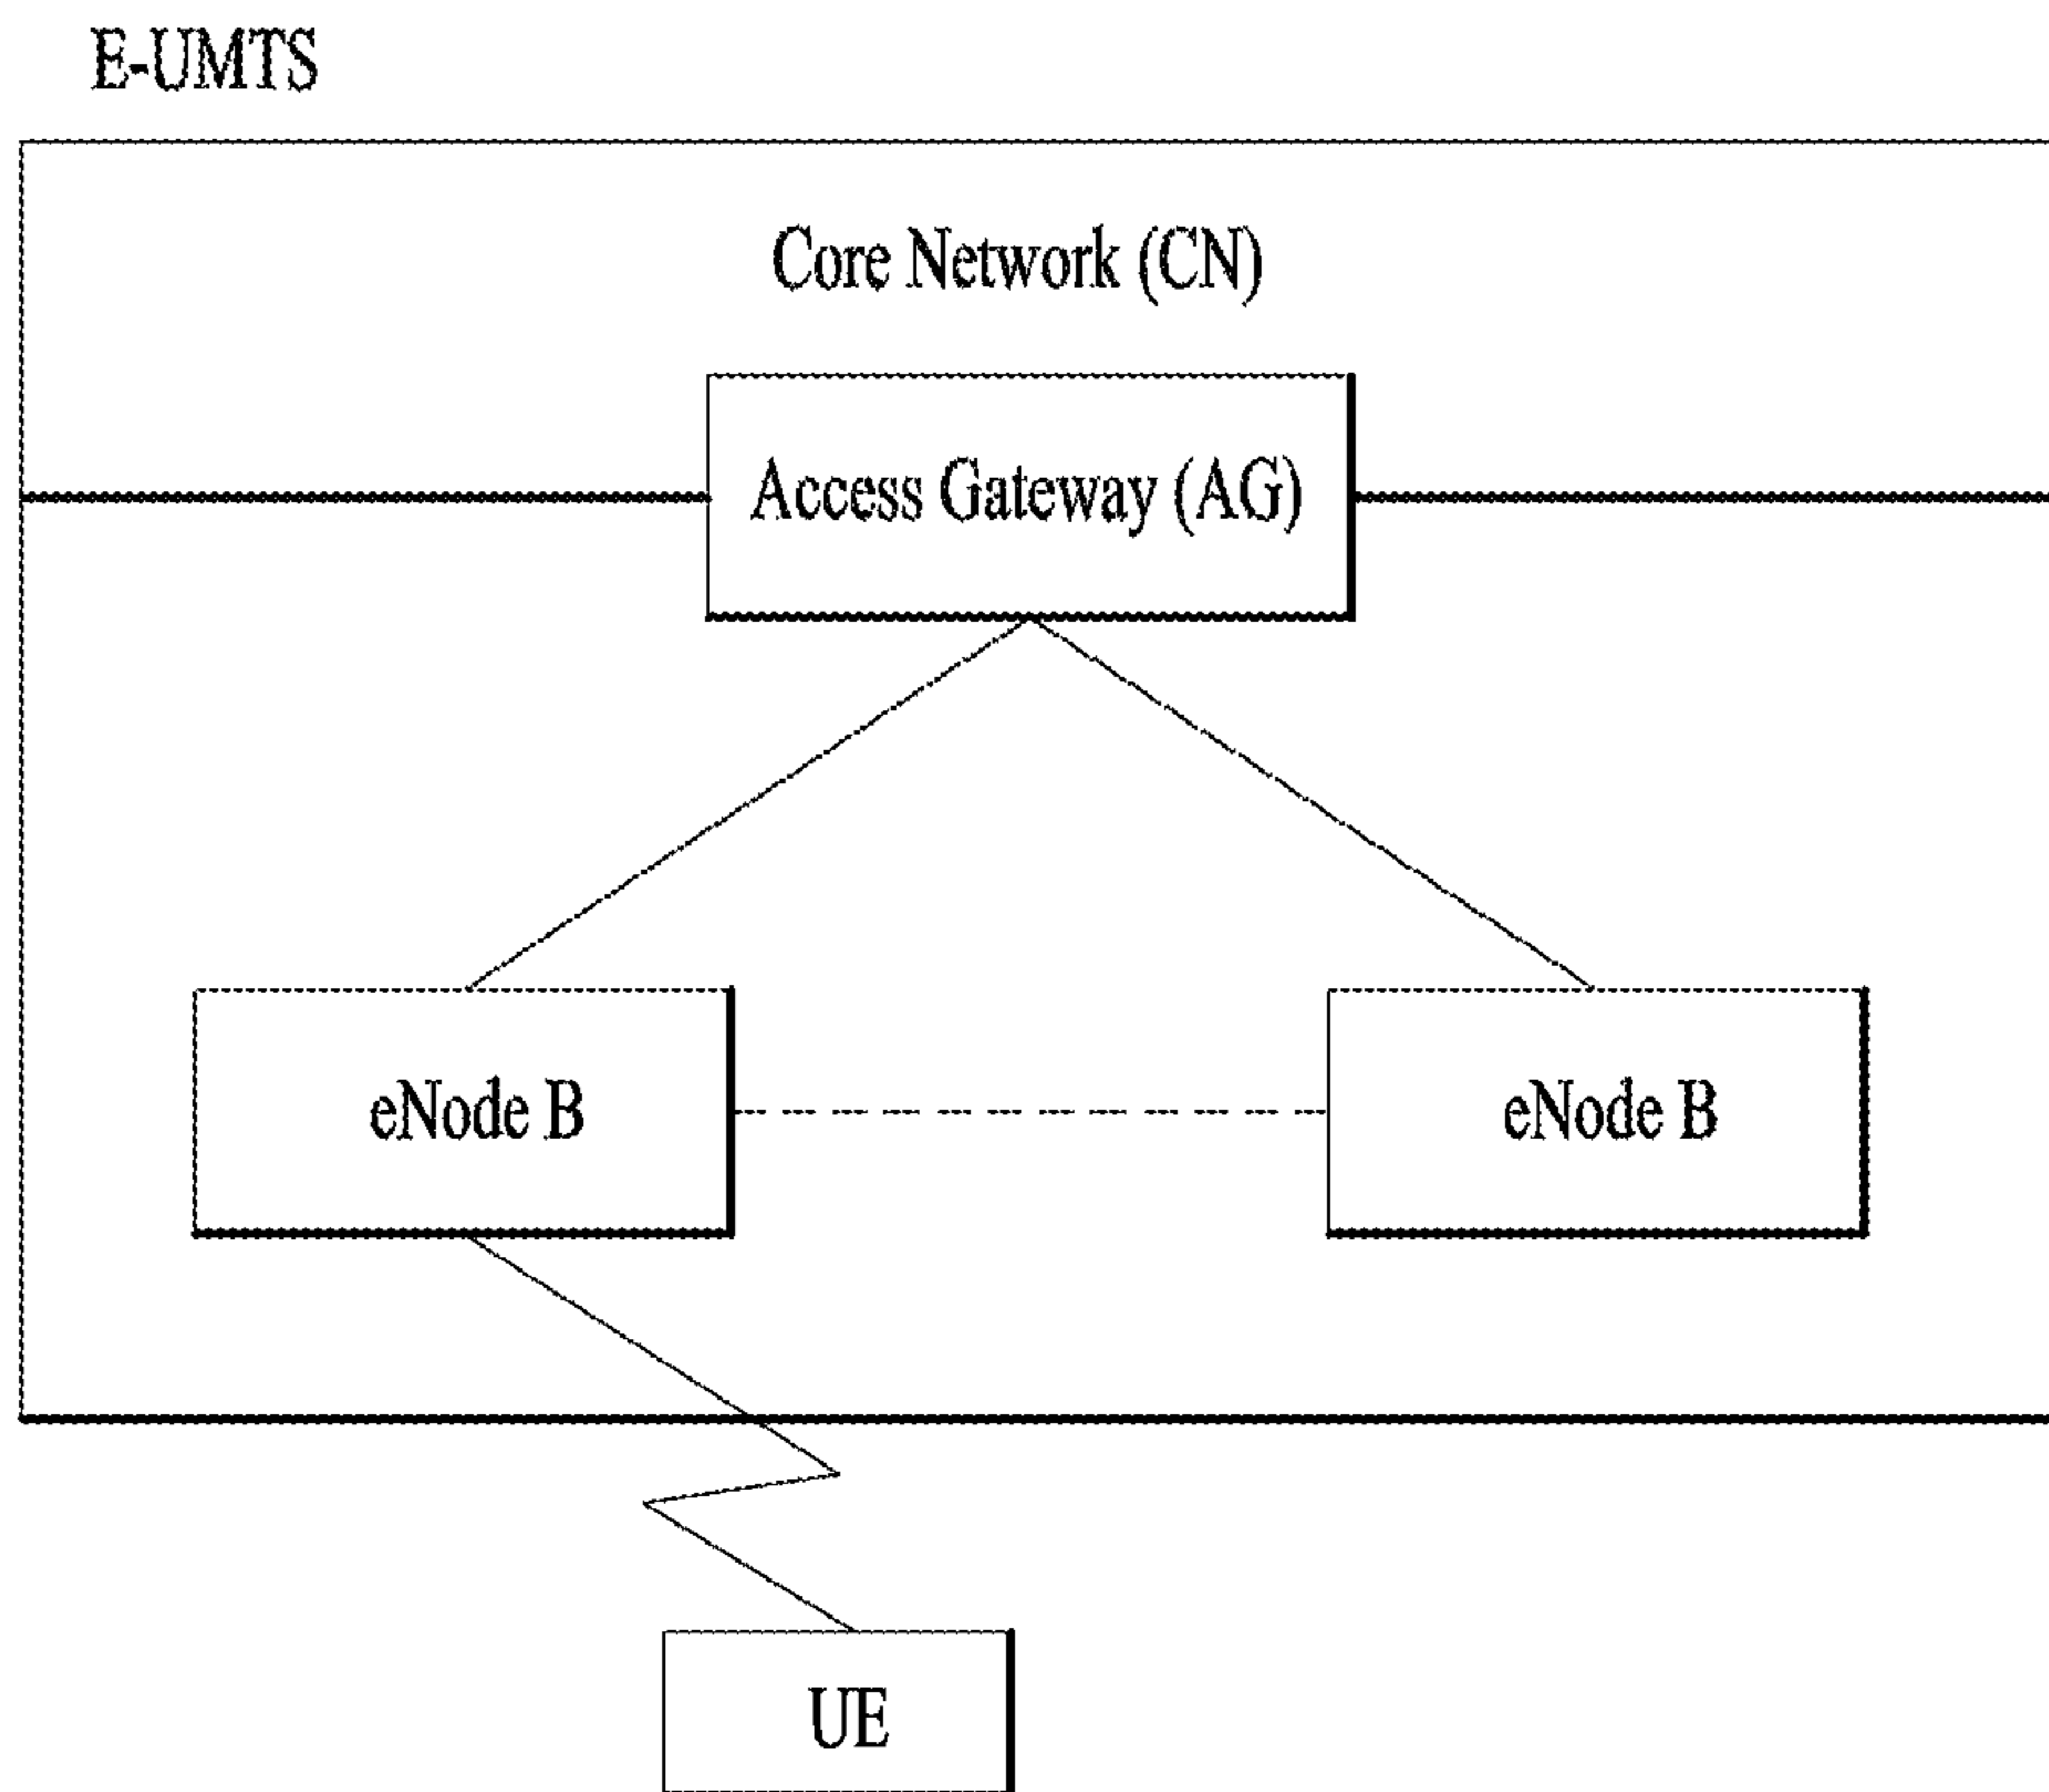 E-UMTS
Core Network (CN)
Access Gateway (AG)
eNode B
eNode B
UE